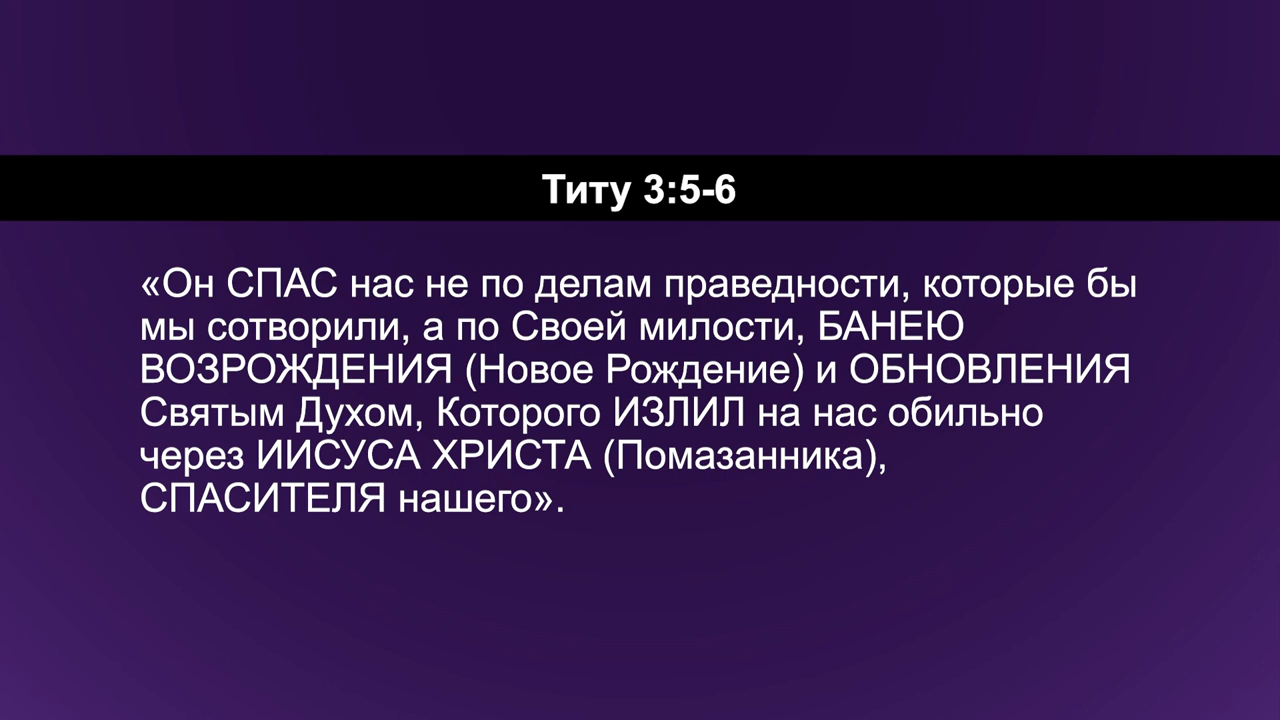 Титу 3:5-6
«Он СПАС нас не по делам праведности, которые бы
мы сотворили, а по Своей милости, БАНЕЮ
ВОЗРОЖДЕНИЯ (Новое Рождение) и ОБНОВЛЕНИЯ
Святым Духом, Которого ИЗЛИЛ на нас обильно
через ИИСУСА ХРИСТА (Помазанника),
СПАСИТЕЛЯ нашего».